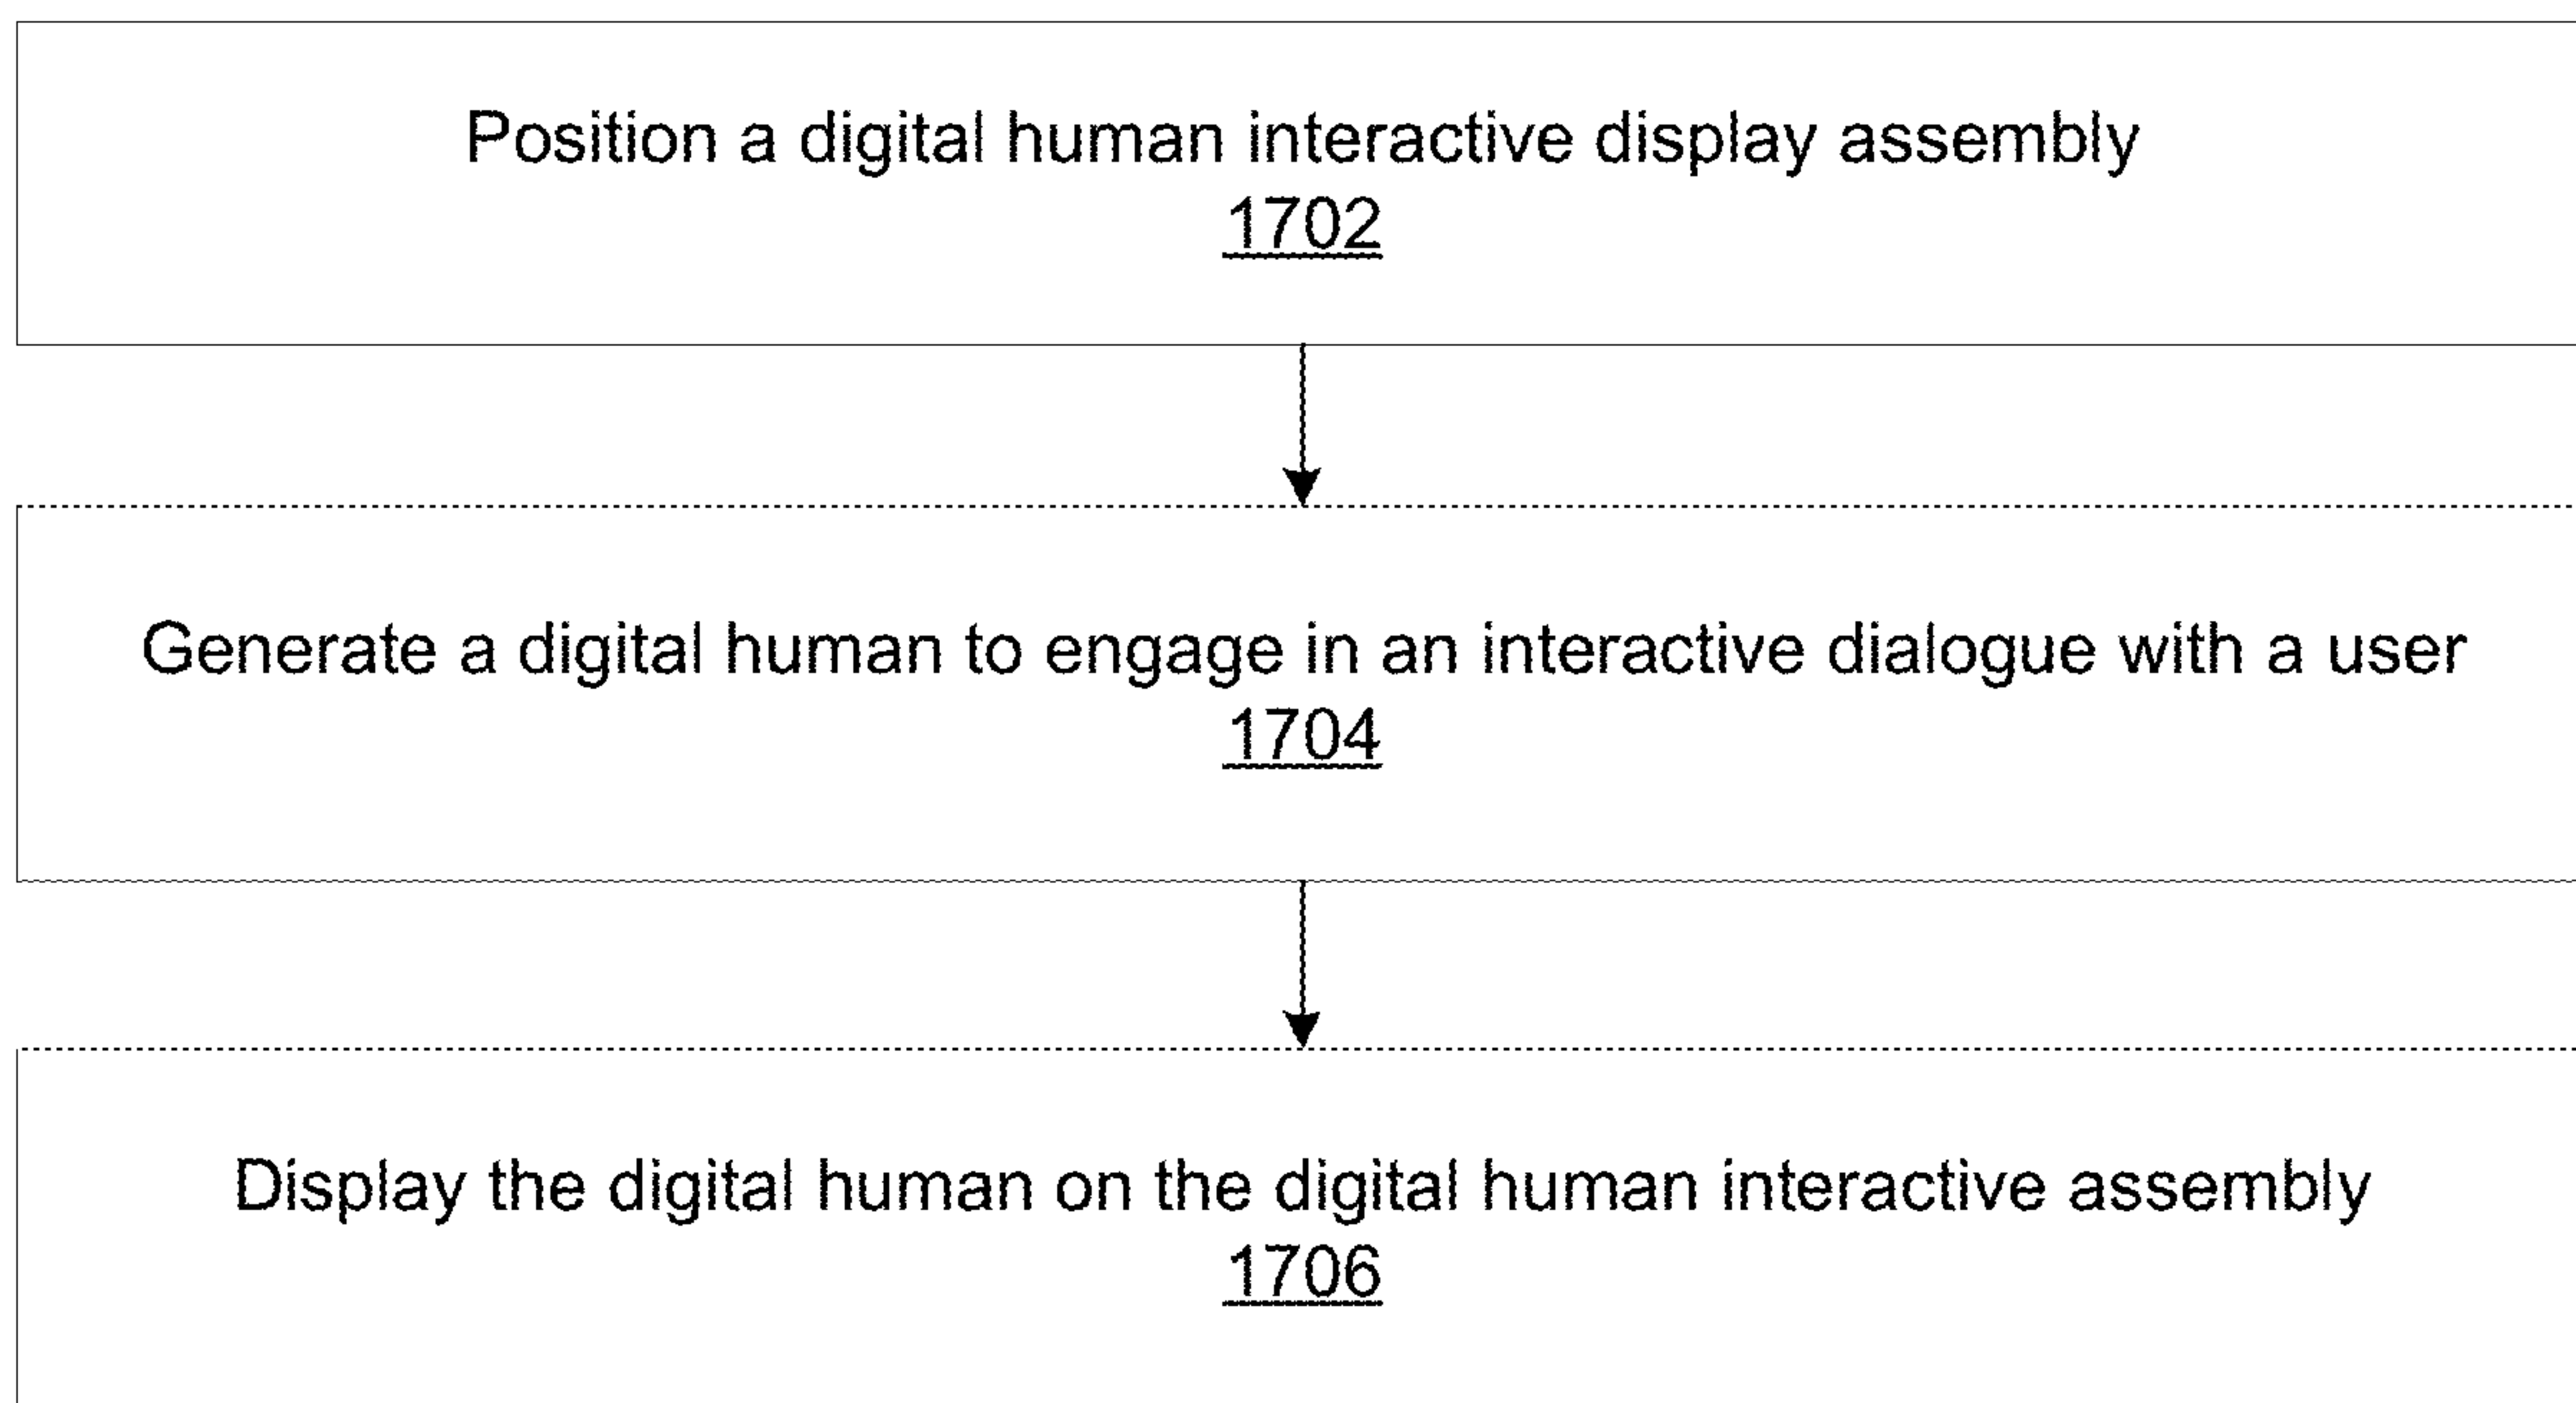 Position a digital human interactive display assembly
1702
Generate a digital human to engage in an interactive dialogue with a user
1704
Display the digital human on the digital human interactive assembly
1706